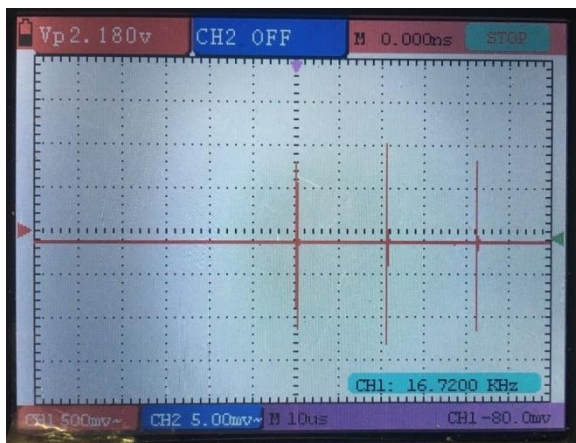 Vp2.180v CH2 OFF M 0.000ns STOP
CH1: 16.7200 KHz
CH1 500mv~ CH2 5.00mv~ M 10us CH1-80.0mv